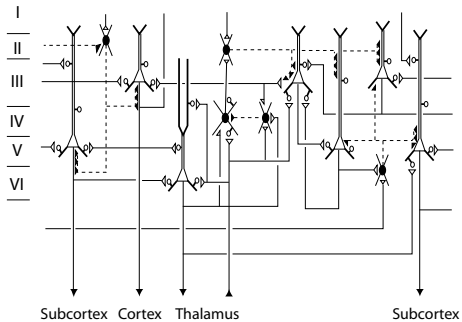 I
II
III
IV
V
VI
Subcortex Cortex Thalamus Subcortex